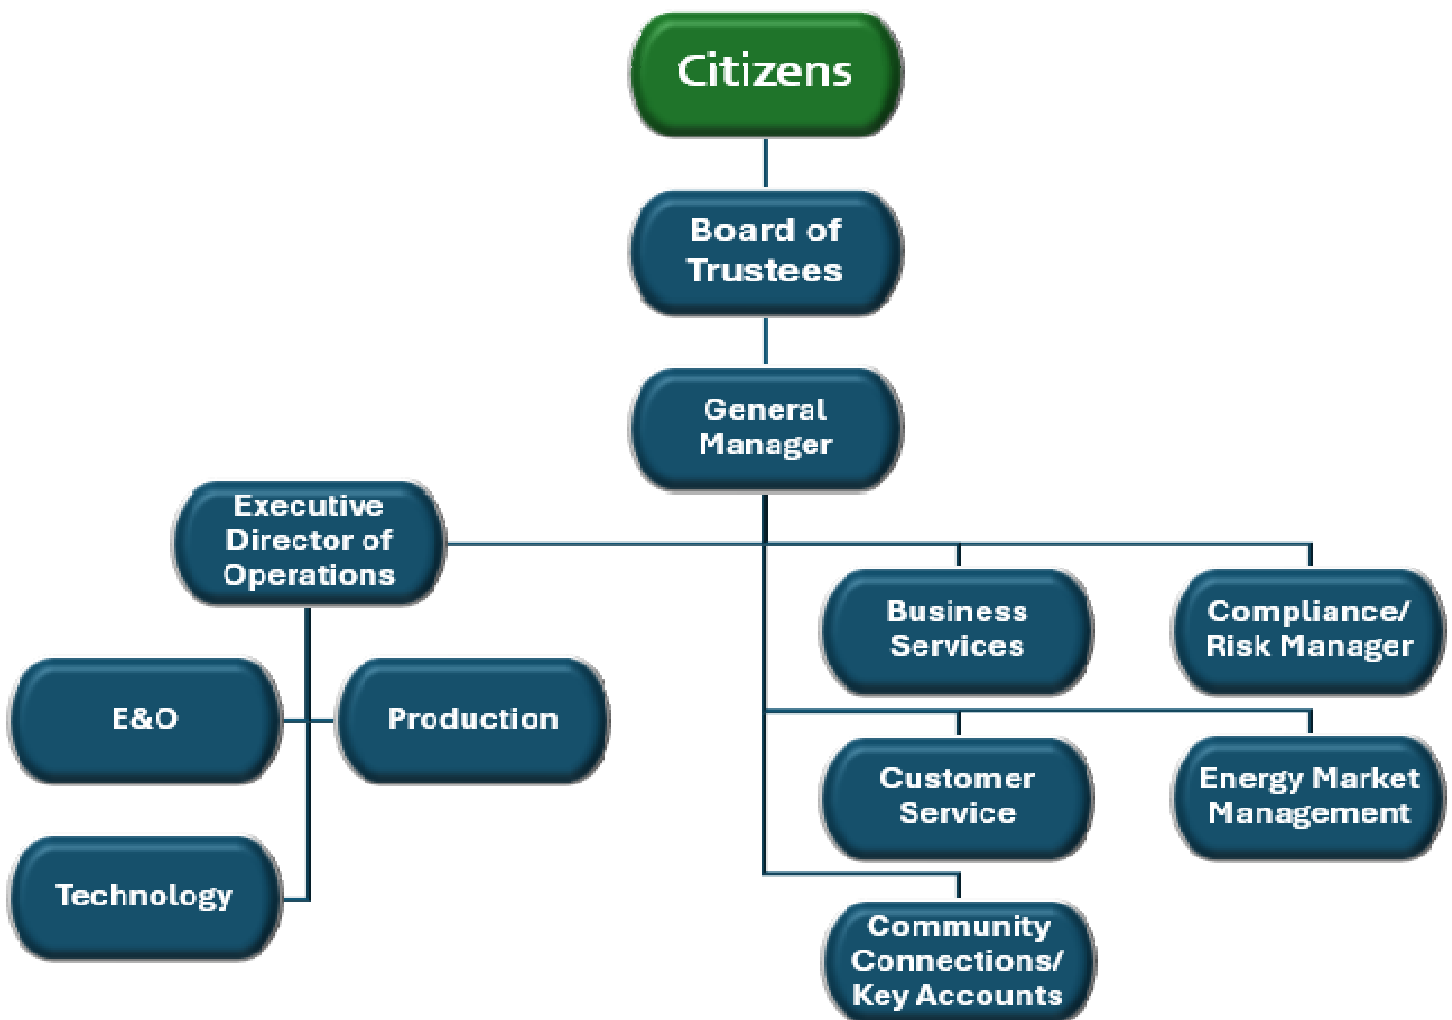 Citizens
Board of
Trustees
General
Manager
Executive
Director of
Operations
Business
Services
Compliance/
Risk Manager
E&O
Production
Customer
Service
Energy Market
Management
Technology
Community
Connections/
Key Accounts